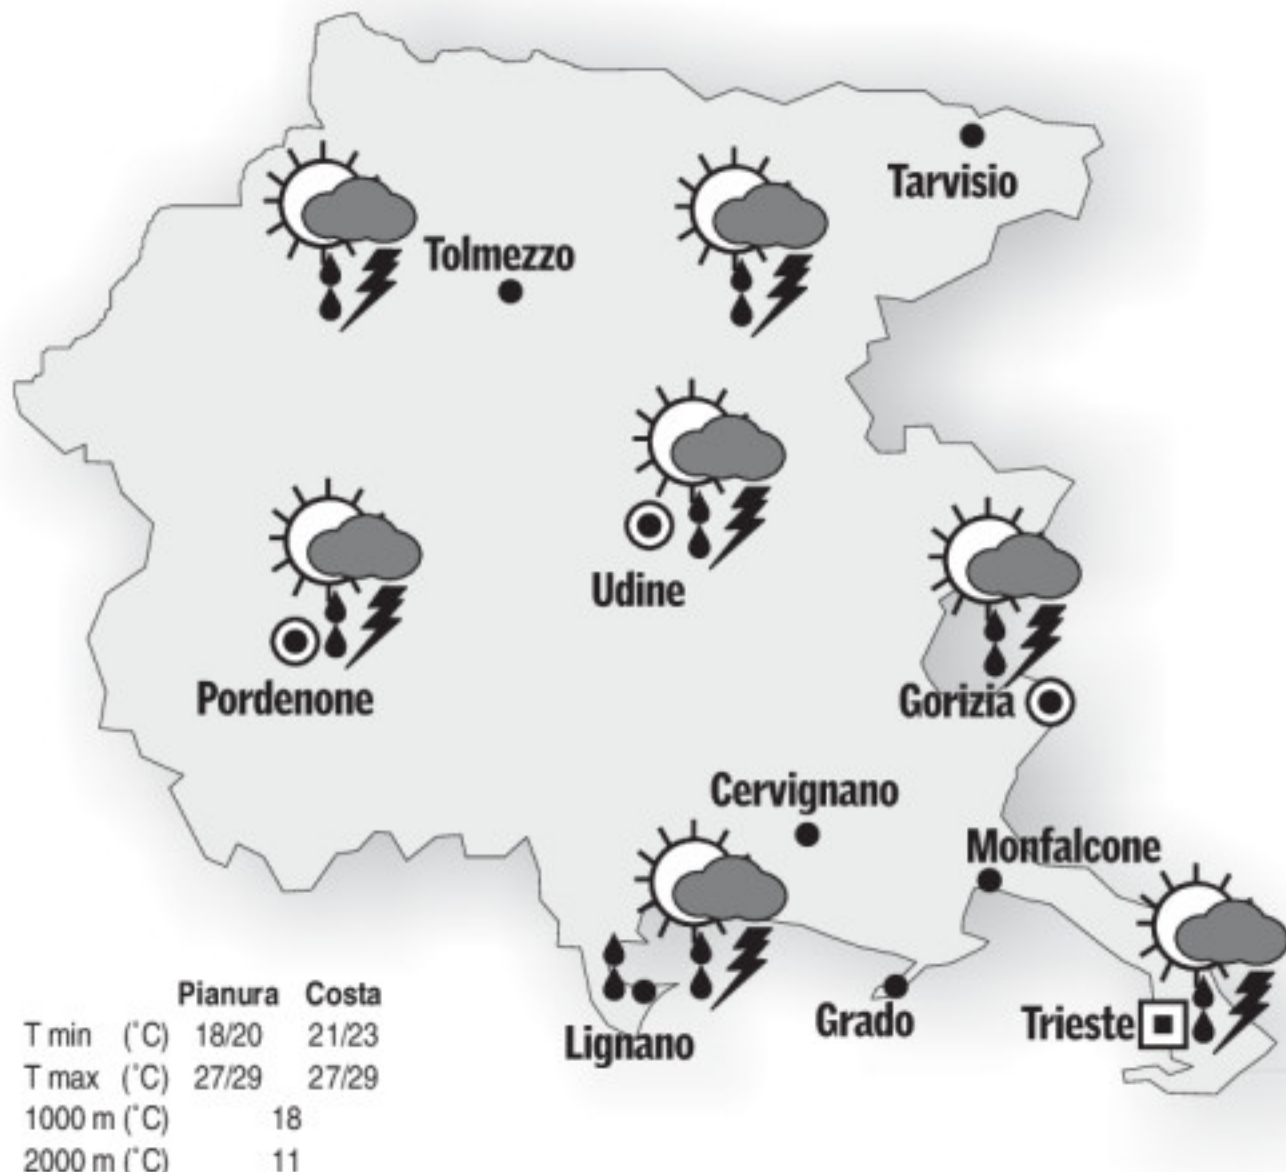 Tarvisio
Tolmezzo
Udine
Pordenone
Gorizia
Cervignano
Monfalcone
Grado
Trieste
Lignano
Pianura Costa
T min (°C) 18/20 21/23
T max (°C) 27/29 27/29
1000 m (°C) 18
2000 m (°C) 11